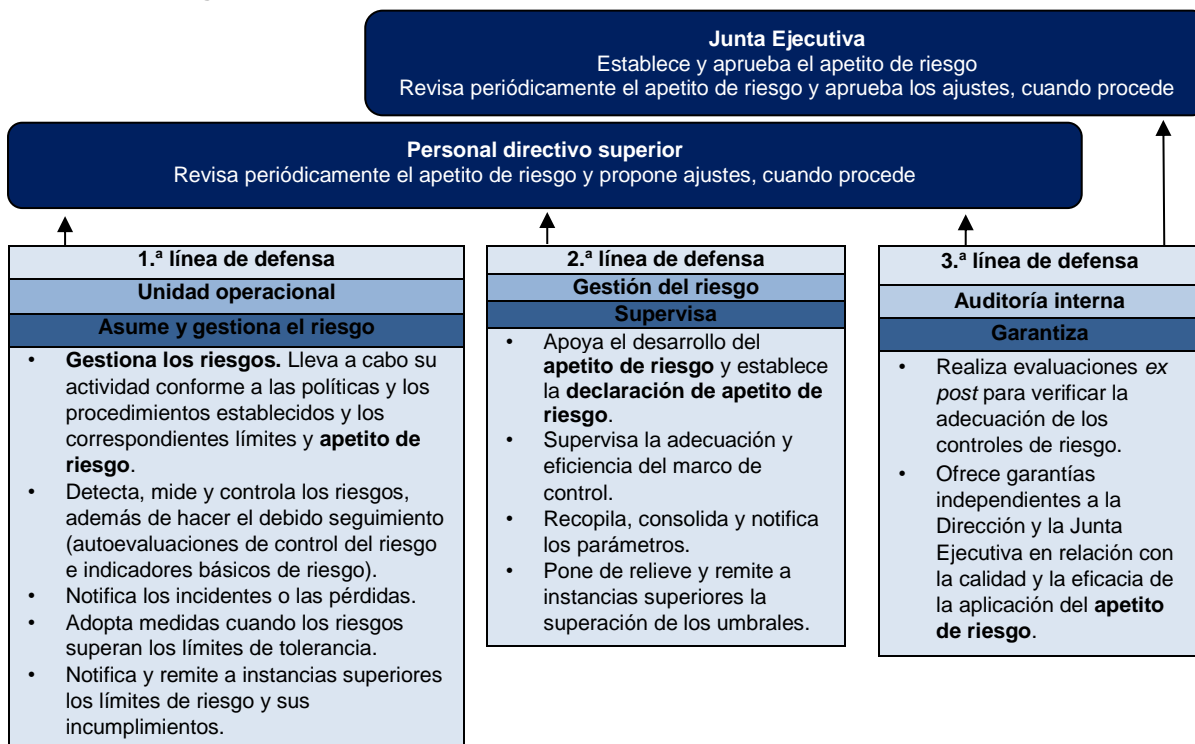 Junta Ejecutiva
Establece y aprueba el apetito de riesgo
Revisa periódicamente el apetito de riesgo y aprueba los ajustes, cuando procede
Personal directivo superior
Revisa periódicamente el apetito de riesgo y propone ajustes, cuando procede
1.ª línea de defensa
Unidad operacional
Asume y gestiona el riesgo
• Gestiona los riesgos. Lleva a cabo su
actividad conforme a las políticas y los
procedimientos establecidos y los
correspondientes límites y apetito de
riesgo.
• Detecta, mide y controla los riesgos,
además de hacer el debido seguimiento
(autoevaluaciones de control del riesgo
e indicadores básicos de riesgo).
• Notifica los incidentes o las pérdidas.
• Adopta medidas cuando los riesgos
superan los límites de tolerancia.
• Notifica y remite a instancias superiores
los límites de riesgo y sus
incumplimientos.
2.ª línea de defensa
Gestión del riesgo
Supervisa
• Apoya el desarrollo del
apetito de riesgo y establece
la declaración de apetito de
riesgo.
• Supervisa la adecuación y
eficiencia del marco de
control.
• Recopila, consolida y notifica
los parámetros.
• Pone de relieve y remite a
instancias superiores la
superación de los umbrales.
3.ª línea de defensa
Auditoría interna
Garantiza
• Realiza evaluaciones ex
post para verificar la
adecuación de los
controles de riesgo.
• Ofrece garantías
independientes a la
Dirección y la Junta
Ejecutiva en relación con
la calidad y la eficacia de
la aplicación del apetito
de riesgo.